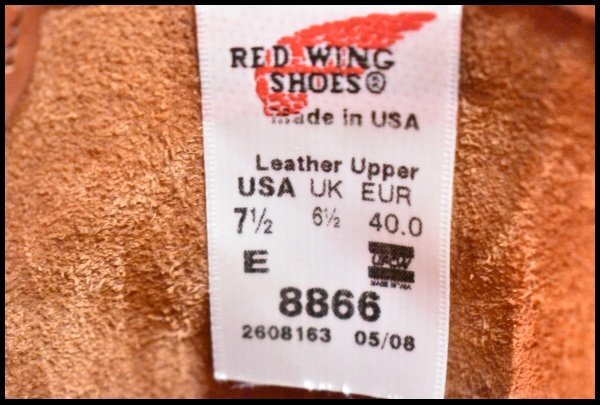 RED WING
SHOES®
Made in USA
Leather Upper
USA UK EUR
7½ 6½ 40.0
E
8866
2608163 05/08